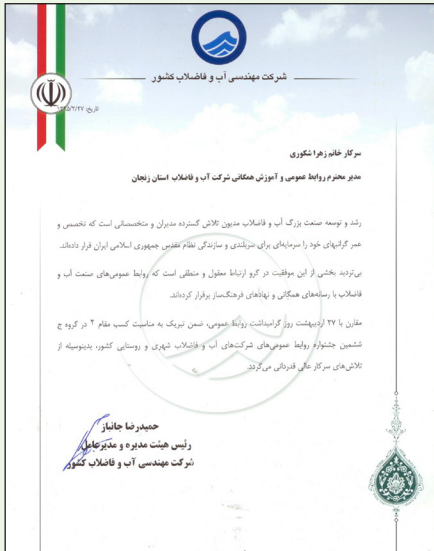 شرکت مهندسی آب و فاضلاب کشور
تاریخ: ۱۳۹۵/۲/۲۷
سرکار خانم زهرا شکوری
مدیر محترم روابط عمومی و آموزش همگانی شرکت آب و فاضلاب استان زنجان
رشد و توسعه صنعت بزرگ آب و فاضلاب مدیون تلاش گسترده مدیران و متخصصانی است که تخصص و
عمر گرانبهای خود را سرمایه‌ای برای سربلندی و سازندگی نظام مقدس جمهوری اسلامی ایران قرار داده‌اند.
بی‌تردید بخشی از این موفقیت در گرو ارتباط معقول و منطقی است که روابط عمومی‌های صنعت آب و
فاضلاب با رسانه‌های همگانی و نهادهای فرهنگ‌ساز برقرار کرده‌اند.
مقارن با ۲۷ اردیبهشت روز گرامیداشت روابط عمومی، ضمن تبریک به مناسبت کسب مقام ۲ در گروه ج
ششمین جشنواره روابط عمومی‌های شرکت‌های آب و فاضلاب شهری و روستایی کشور، بدینوسیله از
تلاش‌های سرکار عالی قدردانی می‌گردد.
حمیدرضا جانباز
رئیس هیئت مدیره و مدیرعامل
شرکت مهندسی آب و فاضلاب کشور